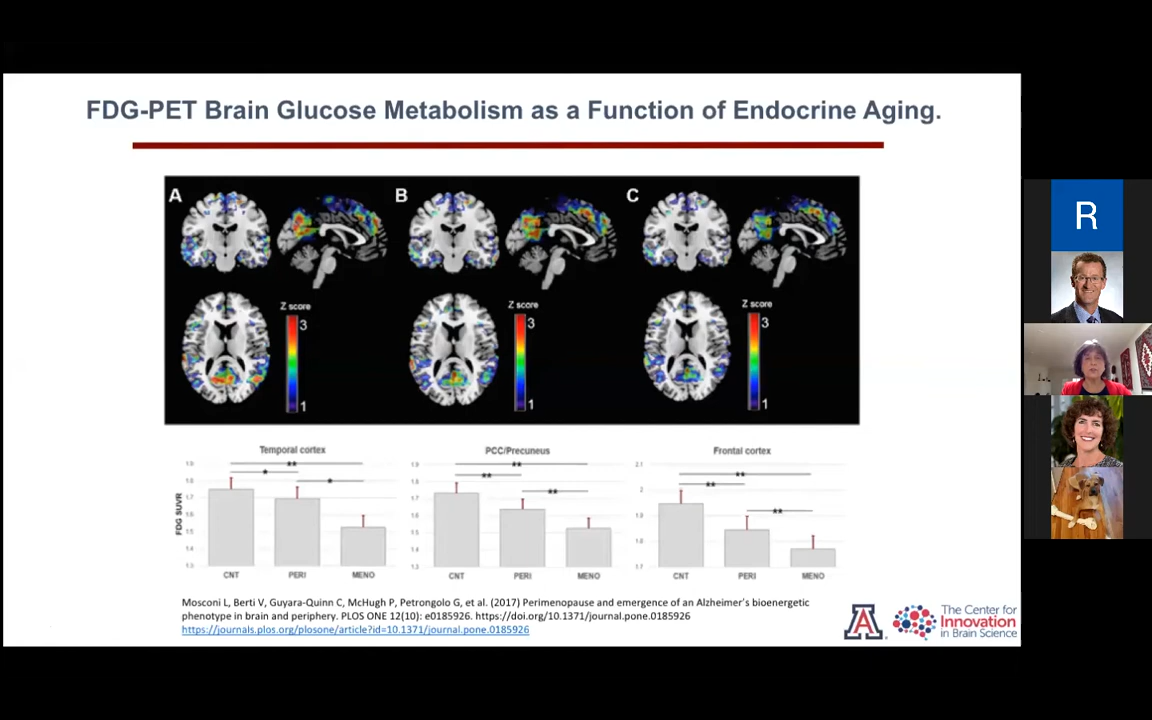 FDG-PET Brain Glucose Metabolism as a Function of Endocrine Aging.
A
B
C
Z score
3
1
Z score
3
1
Z score
3
1
Temporal cortex
PCC/Precuneus
Frontal cortex
FDG SUVR
1.9
1.8
1.7
1.6
1.5
1.4
1.3
** * *
CNT PERI MENO
1.9
1.8
1.7
1.6
1.5
1.4
1.3
** ** **
CNT PERI MENO
2.1
2
1.9
1.8
1.7
** ** **
CNT PERI MENO
Mosconi L, Berti V, Guyara-Quinn C, McHugh P, Petrongolo G, et al. (2017) Perimenopause and emergence of an Alzheimer's bioenergetic
phenotype in brain and periphery. PLOS ONE 12(10): e0185926. https://doi.org/10.1371/journal.pone.0185926
https://journals.plos.org/plosone/article?id=10.1371/journal.pone.0185926
A
The Center for
Innovation
in Brain Science
R